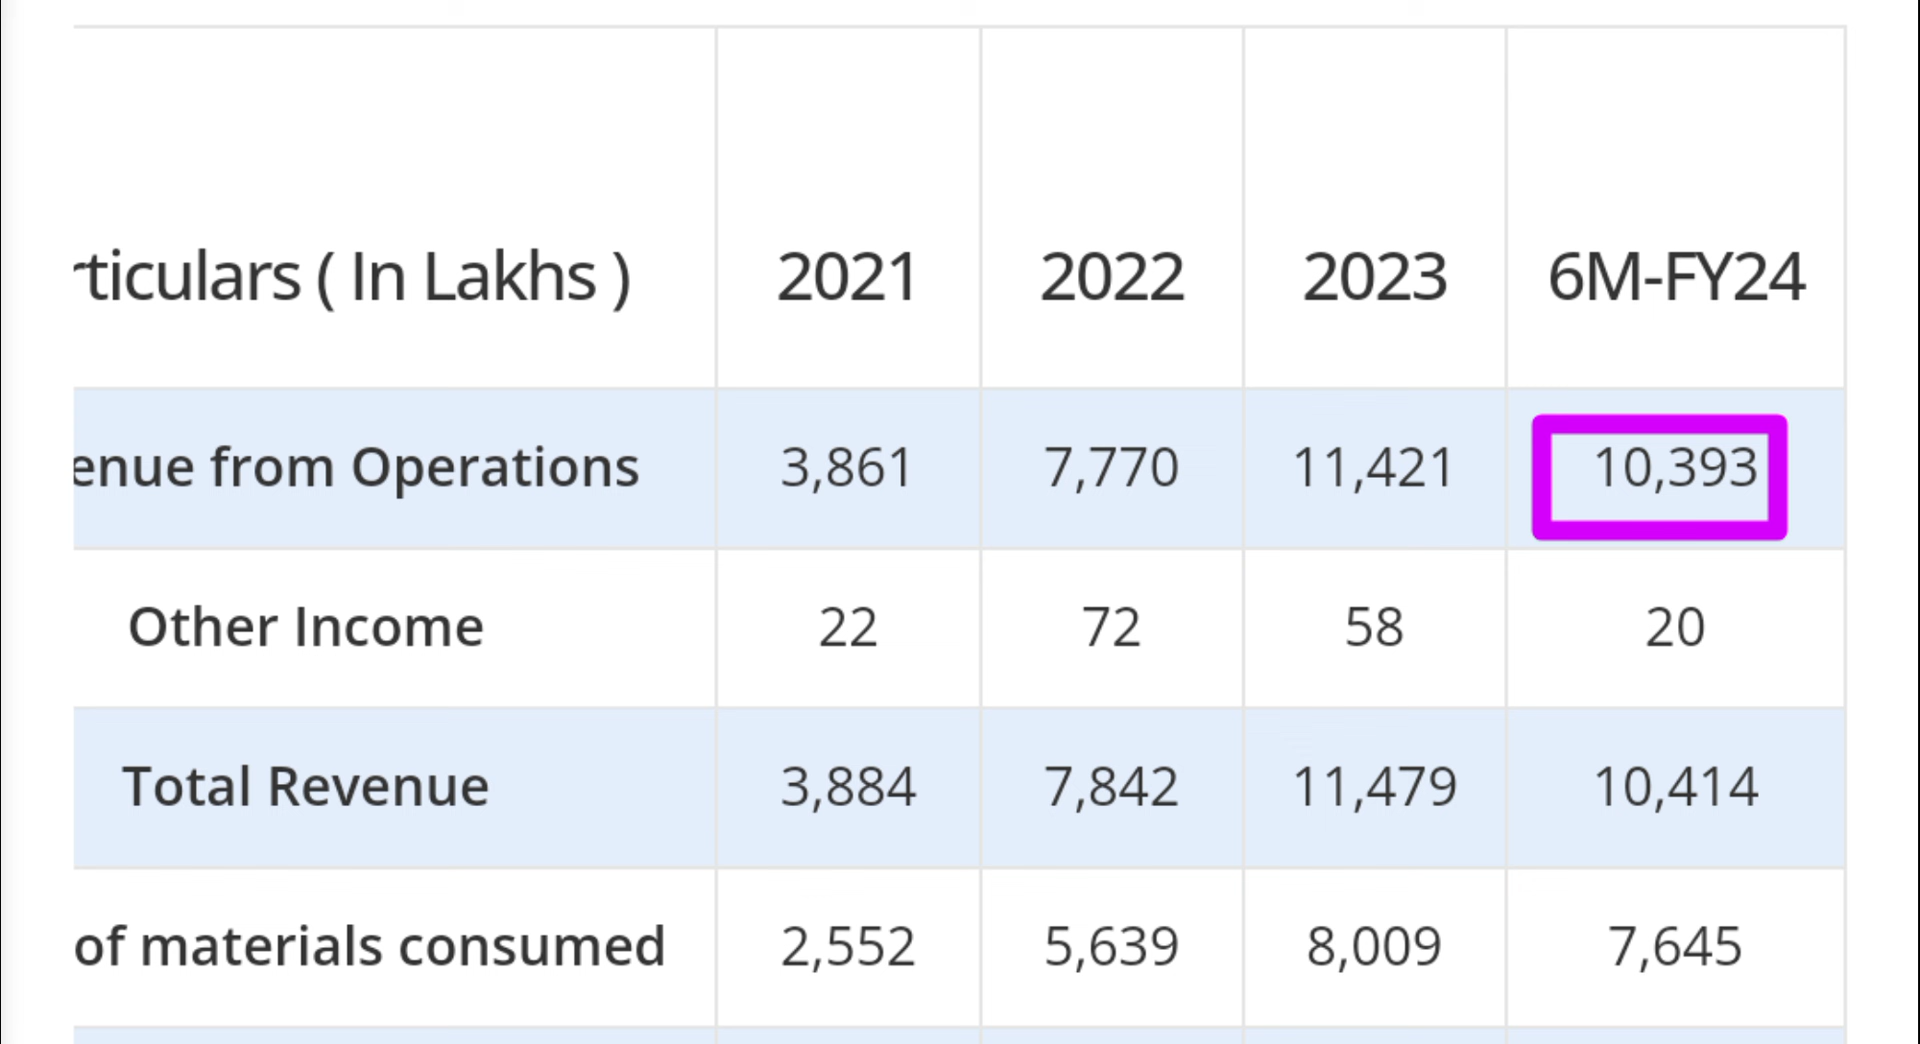 rticulars ( In Lakhs ) 2021 2022 2023 6M-FY24
enue from Operations 3,861 7,770 11,421 10,393
Other Income 22 72 58 20
Total Revenue 3,884 7,842 11,479 10,414
of materials consumed 2,552 5,639 8,009 7,645